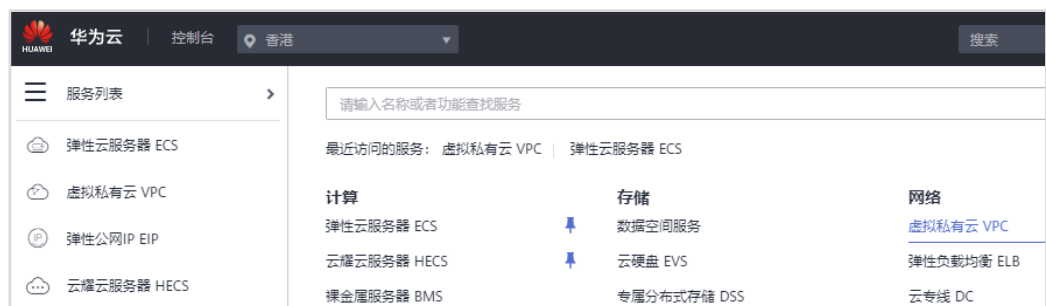 HUAWEI 华为云 控制台 香港 搜索
服务列表
弹性云服务器 ECS
虚拟私有云 VPC
弹性公网IP EIP
云耀云服务器 HECS
请输入名称或者功能查找服务
最近访问的服务： 虚拟私有云 VPC 弹性云服务器 ECS
计算
弹性云服务器 ECS
云耀云服务器 HECS
裸金属服务器 BMS
存储
数据空间服务
云硬盘 EVS
专属分布式存储 DSS
网络
虚拟私有云 VPC
弹性负载均衡 ELB
云专线 DC